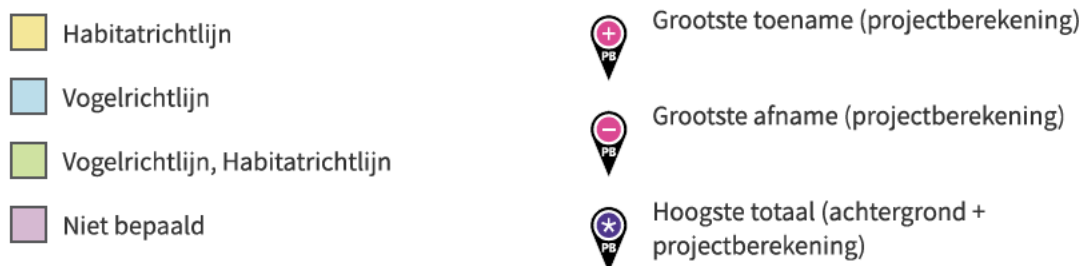 Habitatrichtlijn
Vogelrichtlijn
Vogelrichtlijn, Habitatrichtlijn
Niet bepaald
PB
Grootste toename (projectberekening)
PB
Grootste afname (projectberekening)
PB
Hoogste totaal (achtergrond +
projectberekening)